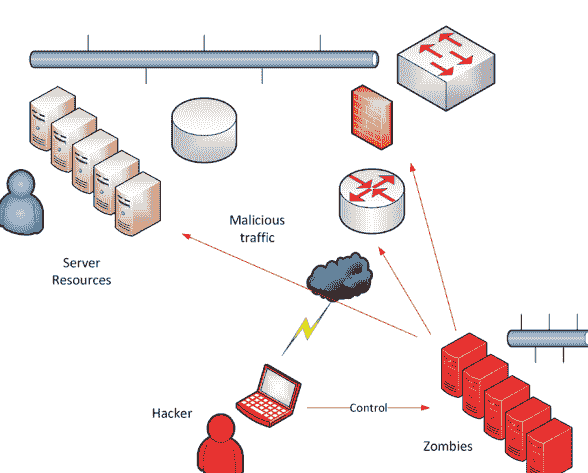 Malicious
traffic
Server
Resources
Hacker
Control
Zombies